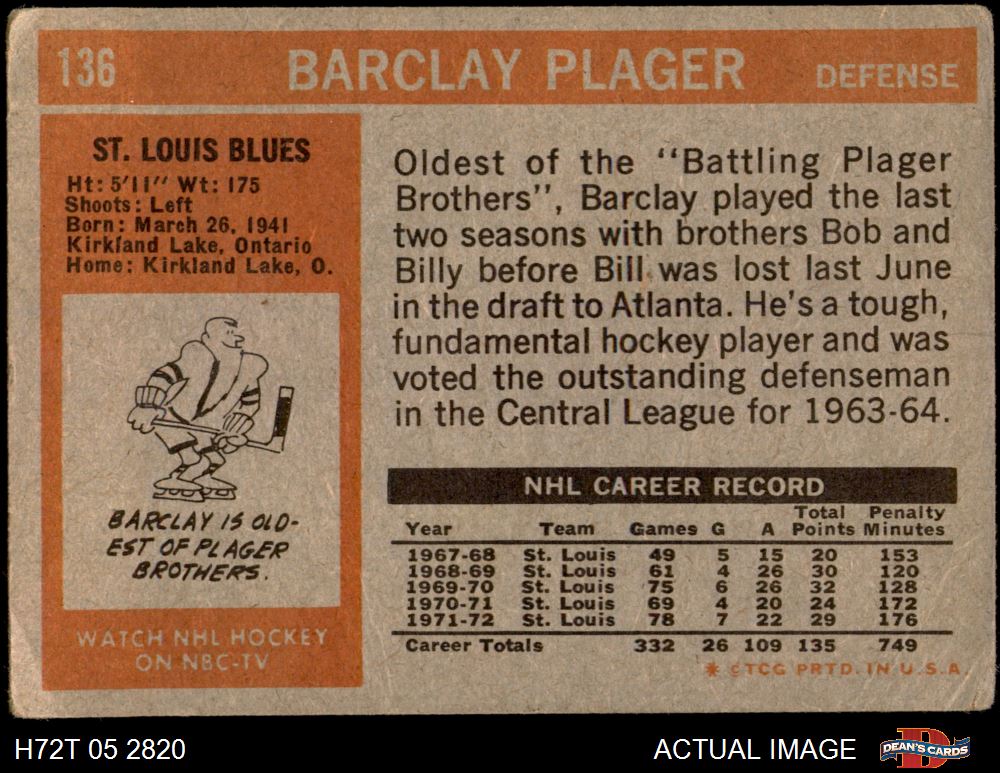 136 BARCLAY PLAGER DEFENSE
ST. LOUIS BLUES
Ht: 5'11" Wt: 175
Shoots: Left
Born: March 26, 1941
Kirkland Lake, Ontario
Home: Kirkland Lake, O.
BARCLAY IS OLD-
EST OF PLAGER
BROTHERS.
WATCH NHL HOCKEY
ON NBC-TV
Oldest of the "Battling Plager
Brothers", Barclay played the last
two seasons with brothers Bob and
Billy before Bill was lost last June
in the draft to Atlanta. He's a tough,
fundamental hockey player and was
voted the outstanding defenseman
in the Central League for 1963-64.
NHL CAREER RECORD
Year Team Games G A Total Points Penalty Minutes
1967-68 St. Louis 49 5 15 20 153
1968-69 St. Louis 61 4 26 30 120
1969-70 St. Louis 75 6 26 32 128
1970-71 St. Louis 69 4 20 24 172
1971-72 St. Louis 78 7 22 29 176
Career Totals 332 26 109 135 749
* ©TCG PRTD. IN U.S.A.
H72T 05 2820 ACTUAL IMAGE DEAN'S CARDS